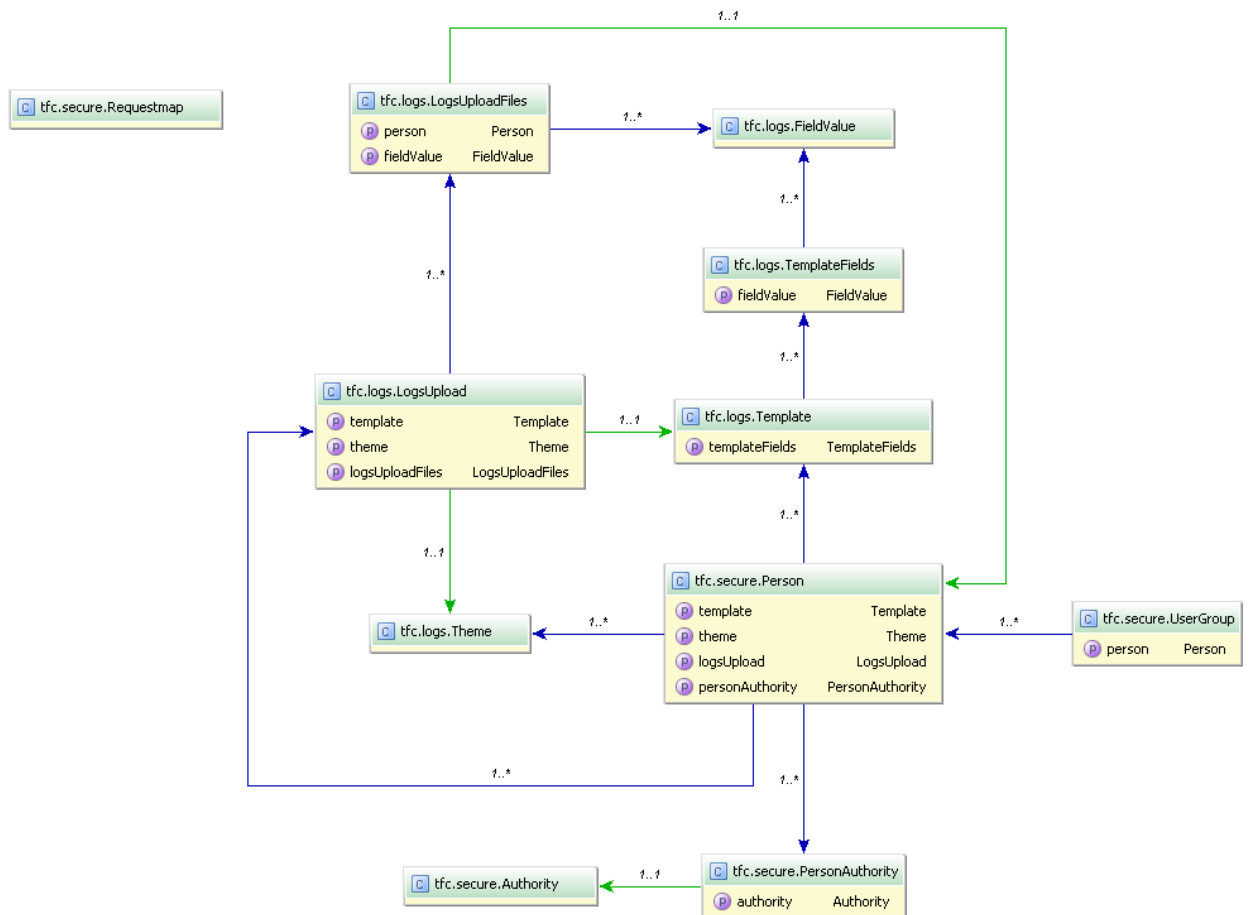 1..1
tfc.secure.Requestmap
C tfc.logs.LogsUploadFiles
p person Person
p fieldValue FieldValue
1..*
C tfc.logs.FieldValue
1..*
1..*
C tfc.logs.TemplateFields
p fieldValue FieldValue
1..*
C tfc.logs.LogsUpload
p template Template
p theme Theme
p logsUploadFiles LogsUploadFiles
1..1
C tfc.logs.Template
p templateFields TemplateFields
1..*
1..1
C tfc.secure.Person
p template Template
p theme Theme
p logsUpload LogsUpload
p personAuthority PersonAuthority
C tfc.logs.Theme
1..*
1..*
C tfc.secure.UserGroup
p person Person
1..*
1..*
C tfc.secure.Authority
1..1
C tfc.secure.PersonAuthority
p authority Authority